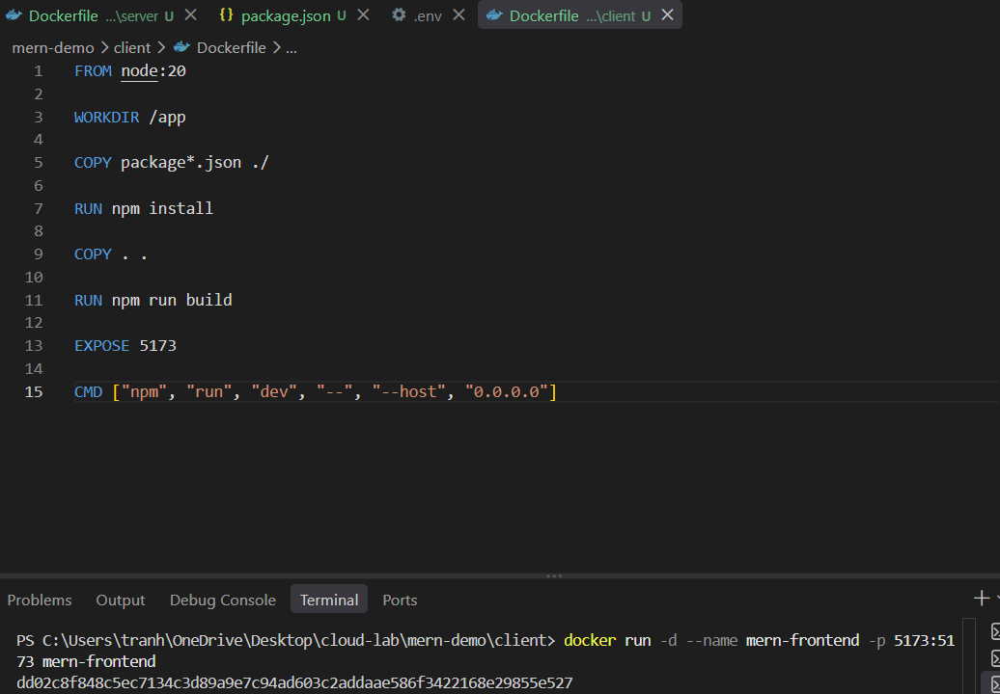 Dockerfile ...\server U {} package.json U .env Dockerfile ...\client U
mern-demo > client > Dockerfile > ...
1 FROM node:20
2
3 WORKDIR /app
4
5 COPY package*.json ./
6
7 RUN npm install
8
9 COPY . .
10
11 RUN npm run build
12
13 EXPOSE 5173
14
15 CMD ["npm", "run", "dev", "--", "--host", "0.0.0.0"]
Problems Output Debug Console Terminal Ports
PS C:\Users\tranh\OneDrive\Desktop\cloud-lab\mern-demo\client> docker run -d --name mern-frontend -p 5173:51
73 mern-frontend
dd02c8f848c5ec7134c3d89a9e7c94ad603c2addaae586f3422168e29855e527